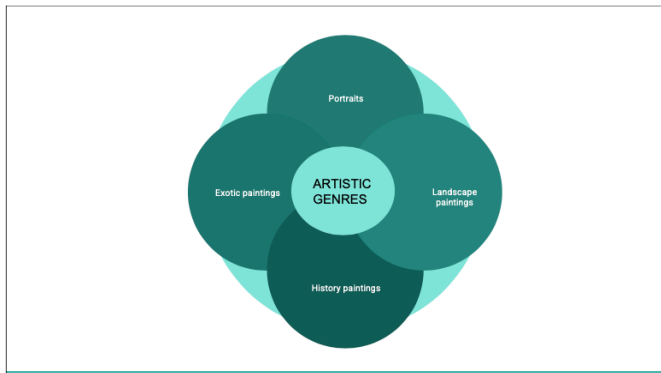 Portraits
Exotic paintings
ARTISTIC
GENRES
Landscape
paintings
History paintings